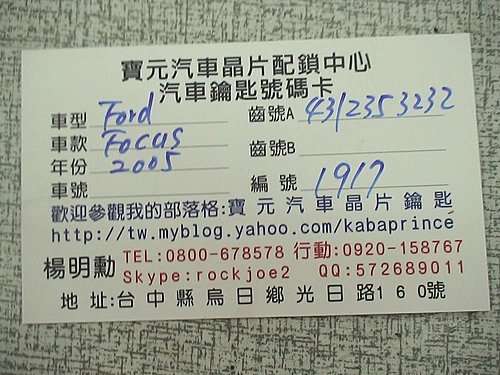 寶元汽車晶片配鎖中心
汽車鑰匙號碼卡
車型 Ford 齒號A 4312353232
車款 Focus
年份 2005 齒號B
車號 編號 1917
歡迎參觀我的部落格:寶元汽車晶片鑰匙
http://tw.myblog.yahoo.com/kabaprince
楊明勳 TEL:0800-678578 行動:0920-158767
Skype:rockjoe2 QQ:572689011
地址:台中縣烏日鄉光日路160號